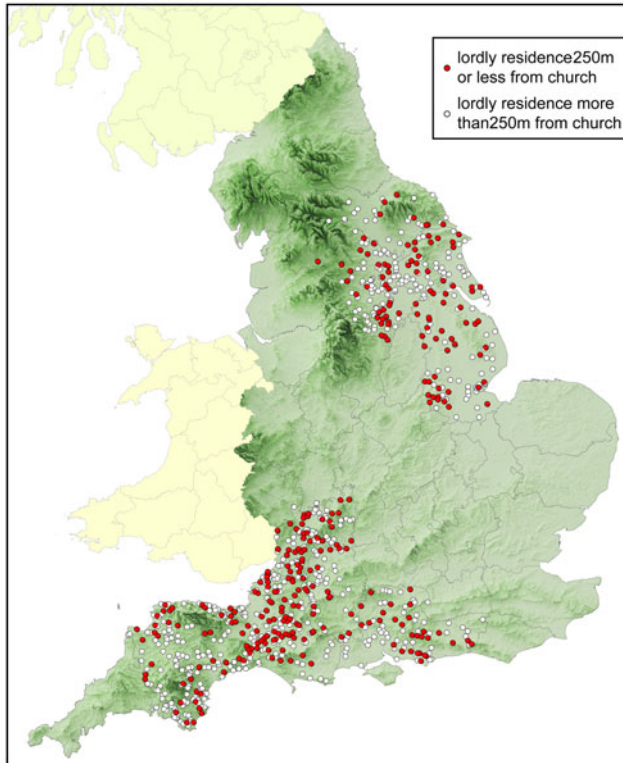 lordly residence250m
or less from church
lordly residence more
than250m from church